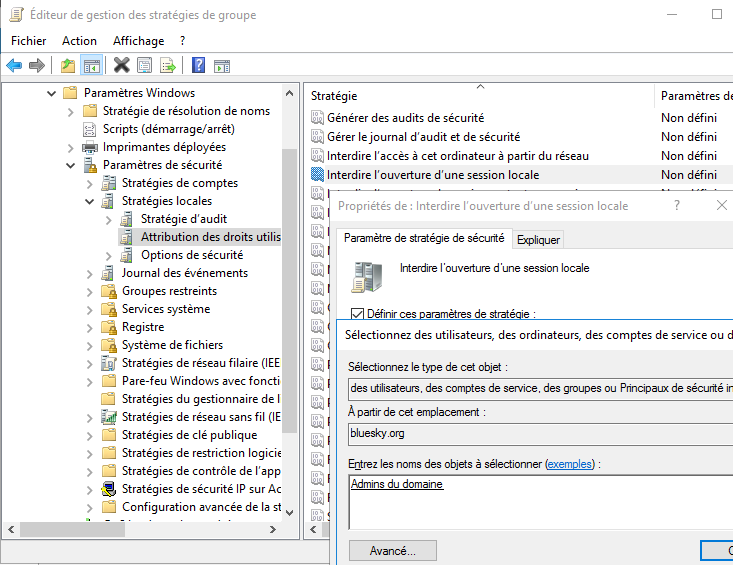 Éditeur de gestion des stratégies de groupe
Fichier Action Affichage ?
Paramètres Windows
Stratégie de résolution de noms
Scripts (démarrage/arrêt)
Imprimantes déployées
Paramètres de sécurité
Stratégies de comptes
Stratégies locales
Stratégie d'audit
Attribution des droits utilis
Options de sécurité
Journal des événements
Groupes restreints
Services système
Registre
Système de fichiers
Stratégies de réseau filaire (IEE
Pare-feu Windows avec foncti
Stratégies du gestionnaire de l
Stratégies de réseau sans fil (IE
Stratégies de clé publique
Stratégies de restriction logicie
Stratégies de contrôle de l'app
Stratégies de sécurité IP sur Ac
Configuration avancée de la st
Stratégie Paramètres de
Générer des audits de sécurité Non défini
Gérer le journal d'audit et de sécurité Non défini
Interdire l'accès à cet ordinateur à partir du réseau Non défini
Interdire l'ouverture d'une session locale Non défini
Propriétés de : Interdire l'ouverture d'une session locale ?
Paramètre de stratégie de sécurité Expliquer
Interdire l'ouverture d'une session locale
Définir ces paramètres de stratégie :
Sélectionnez des utilisateurs, des ordinateurs, des comptes de service ou d
Sélectionnez le type de cet objet :
des utilisateurs, des comptes de service, des groupes ou Principaux de sécurité in
À partir de cet emplacement :
bluesky.org
Entrez les noms des objets à sélectionner (exemples) :
Admins du domaine
Avancé...